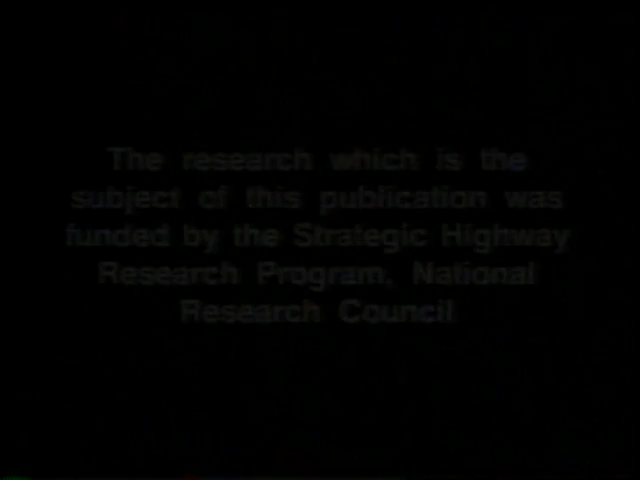 The research which is the
subject of this publication was
funded by the Strategic Highway
Research Program, National
Research Council